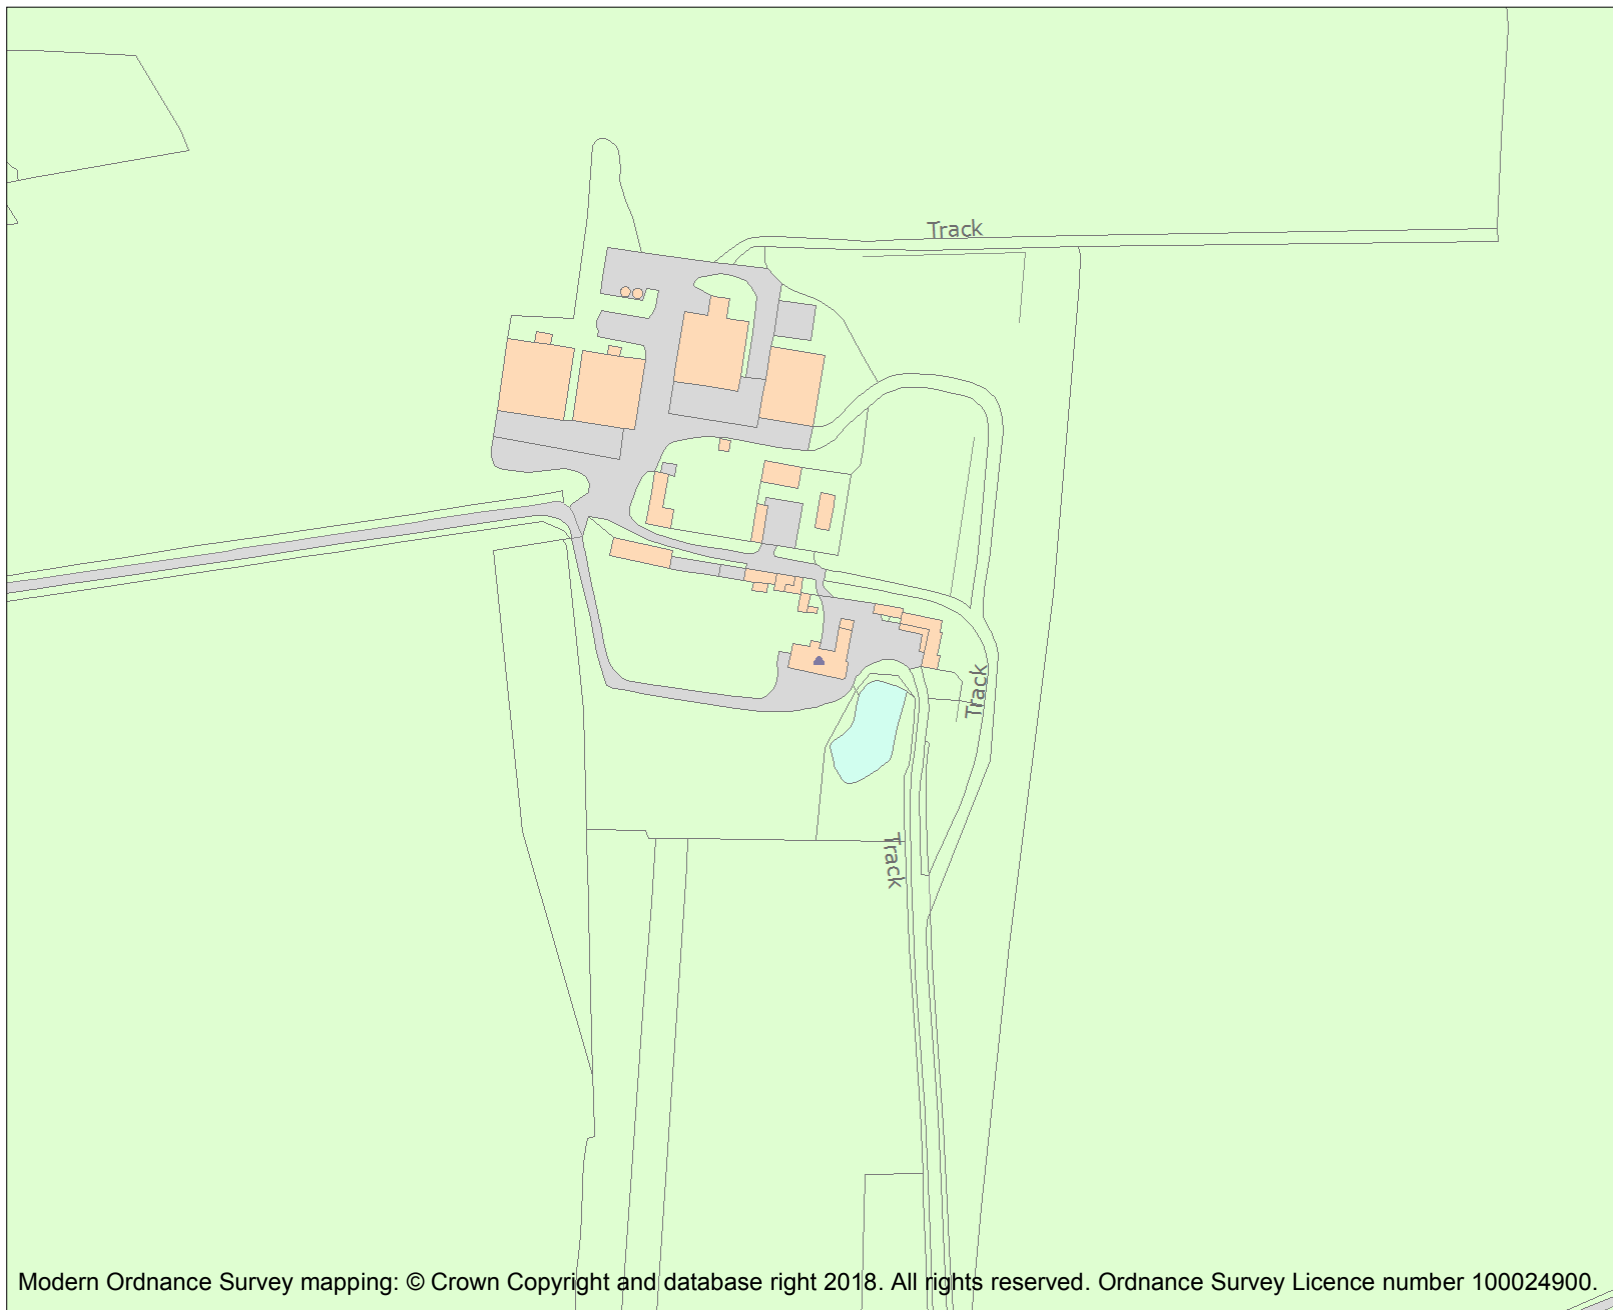 Track
Track
Track
Modern Ordnance Survey mapping: © Crown Copyright and database right 2018. All rights reserved. Ordnance Survey Licence number 100024900.